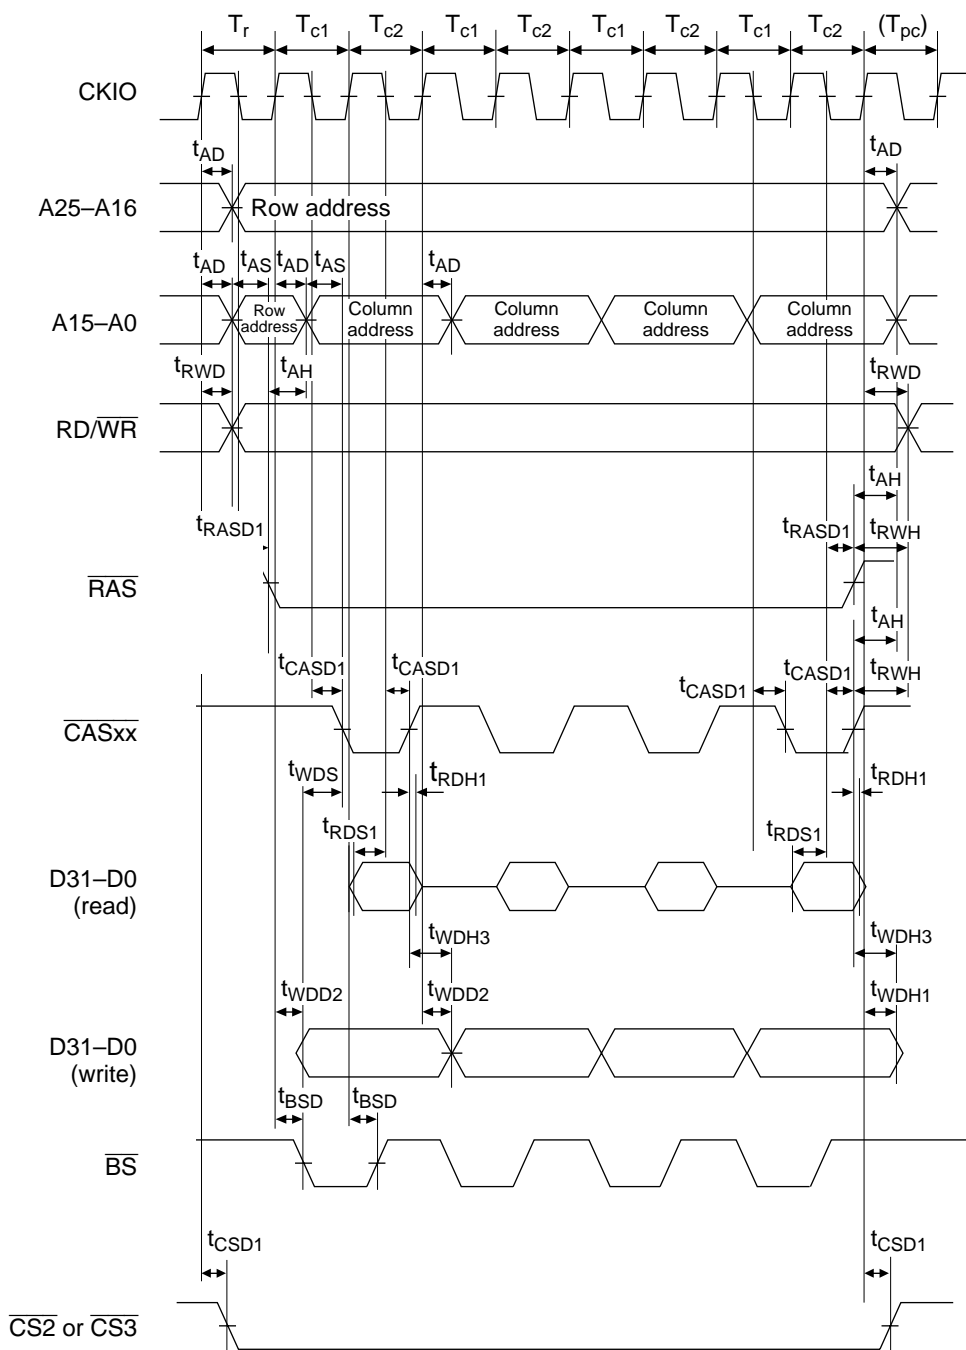 Tr Tc1 Tc2 Tc1 Tc2 Tc1 Tc2 Tc1 Tc2 (Tpc)
CKIO
tAD tAD
A25–A16 Row address
tAD tAS tAD tAS tAD
A15–A0 Row address Column address Column address Column address Column address
tRWD tAH tRWD
RD/WR
tAH
tRASD1 tRASD1 tRWH
RAS
tAH
tCASD1 tCASD1 tCASD1 tCASD1 tRWH
CASxx
tWDS tRDH1 tRDH1
tRDS1 tRDS1
D31–D0
(read)
tWDH3 tWDH3
tWDD2 tWDD2 tWDH1
D31–D0
(write)
tBSD tBSD
BS
tCSD1 tCSD1
CS2 or CS3